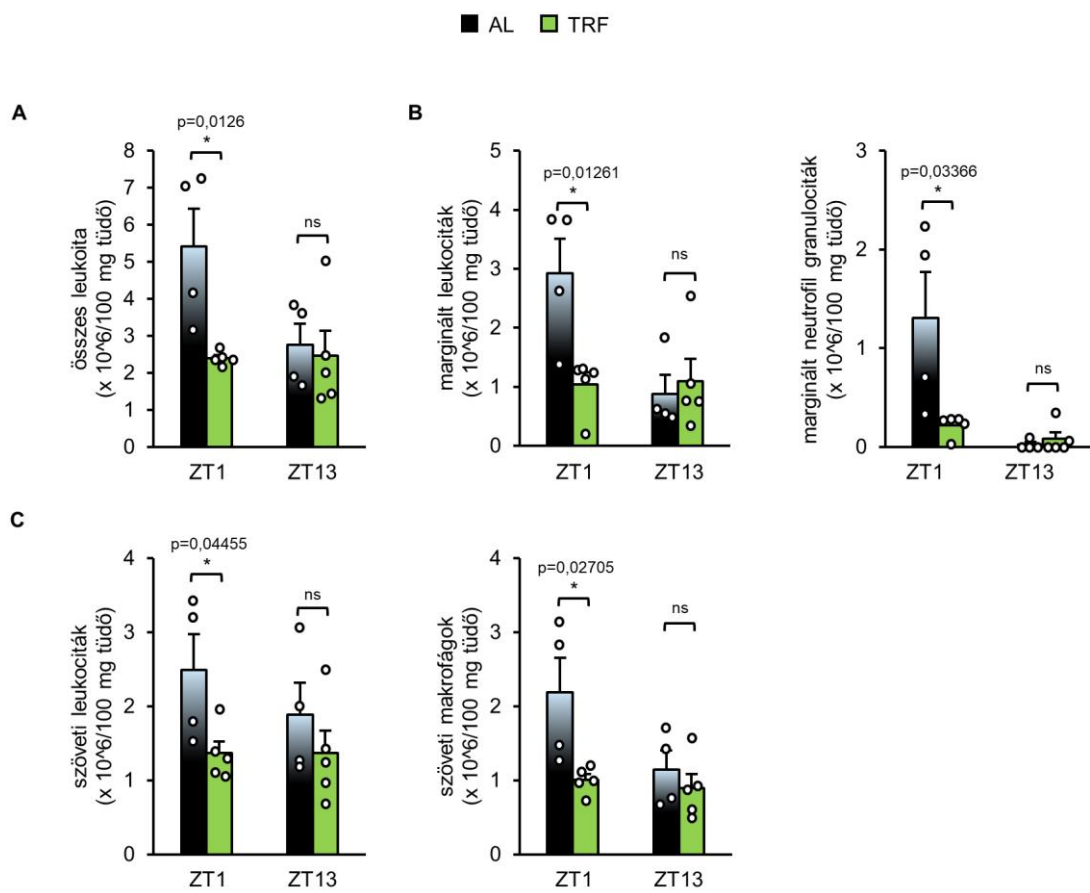 AL TRF
A
p=0,0126
*
ns
összes leukoita
(x 10^6/100 mg tüdő)
8
7
6
5
4
3
2
1
0
ZT1 ZT13
B
p=0,01261
*
ns
marginált leukociták
(x 10^6/100 mg tüdő)
5
4
3
2
1
0
ZT1 ZT13
p=0,03366
*
ns
marginált neutrofil granulociták
(x 10^6/100 mg tüdő)
3
2
1
0
ZT1 ZT13
C
p=0,04455
*
ns
szöveti leukociták
(x 10^6/100 mg tüdő)
4
3
2
1
0
ZT1 ZT13
p=0,02705
*
ns
szöveti makrofágok
(x 10^6/100 mg tüdő)
4
3
2
1
0
ZT1 ZT13